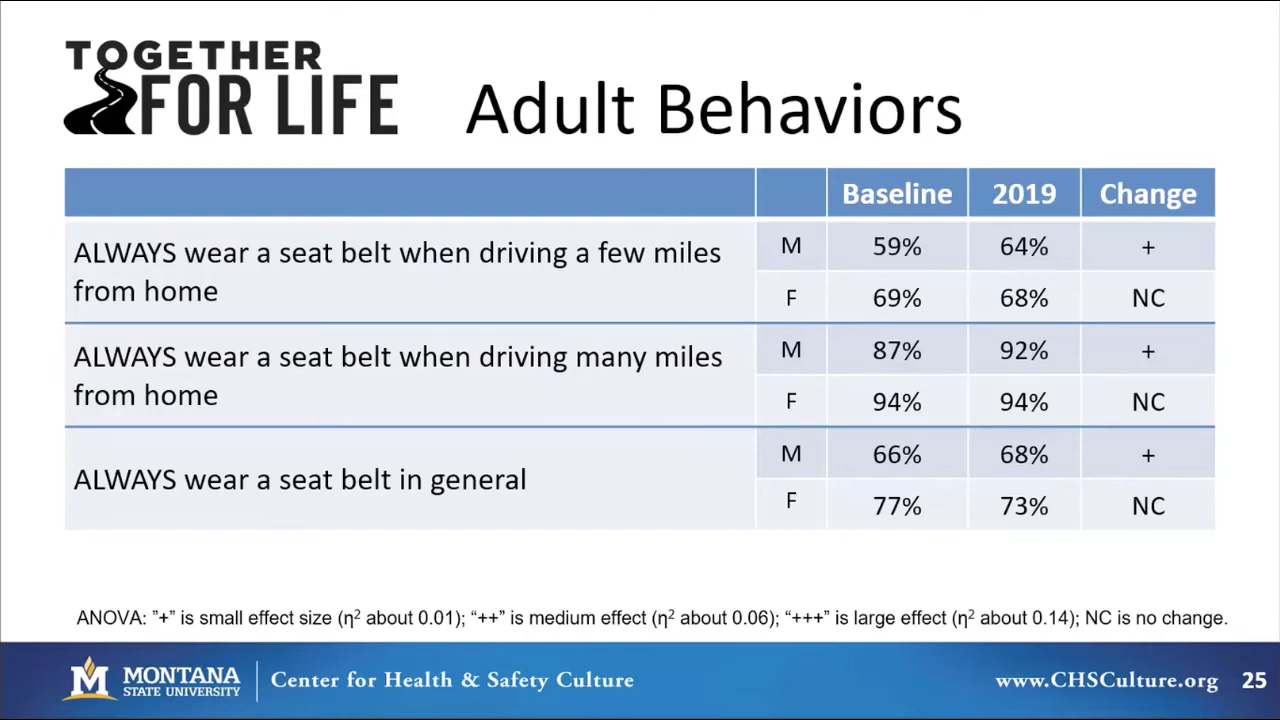 TOGETHER
FOR LIFE
Adult Behaviors
Baseline 2019 Change
ALWAYS wear a seat belt when driving a few miles
from home
M 59% 64% +
F 69% 68% NC
ALWAYS wear a seat belt when driving many miles
from home
M 87% 92% +
F 94% 94% NC
ALWAYS wear a seat belt in general
M 66% 68% +
F 77% 73% NC
ANOVA: ”+” is small effect size (η² about 0.01); “++” is medium effect (η² about 0.06); “+++” is large effect (η² about 0.14); NC is no change.
M MONTANA
STATE UNIVERSITY
Center for Health & Safety Culture
www.CHSCulture.org 25